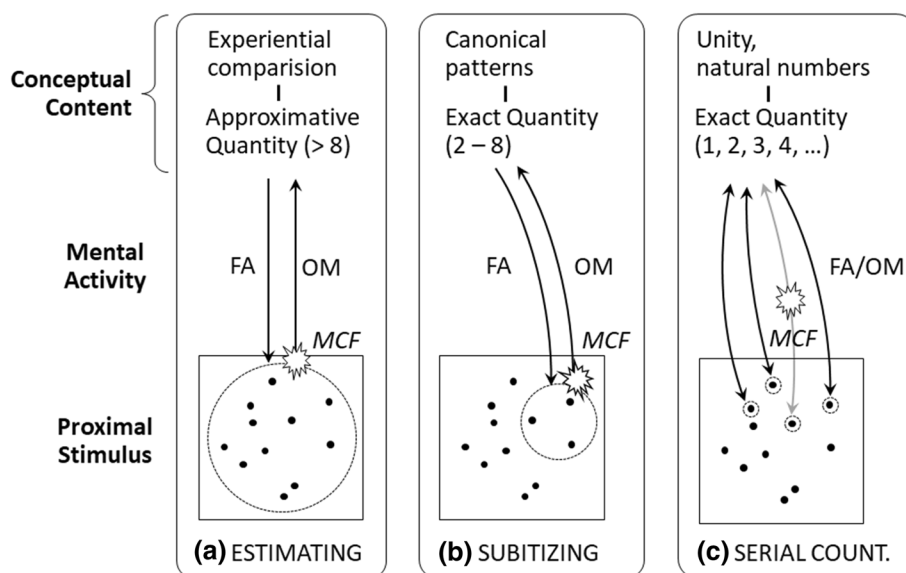 Conceptual
Content
Experiential
comparision
Approximative
Quantity (> 8)
Canonical
patterns
Exact Quantity
(2 – 8)
Unity,
natural numbers
Exact Quantity
(1, 2, 3, 4, ...)
Mental
Activity
FA
OM
FA
OM
FA/OM
MCF
MCF
MCF
Proximal
Stimulus
(a) ESTIMATING
(b) SUBITIZING
(c) SERIAL COUNT.